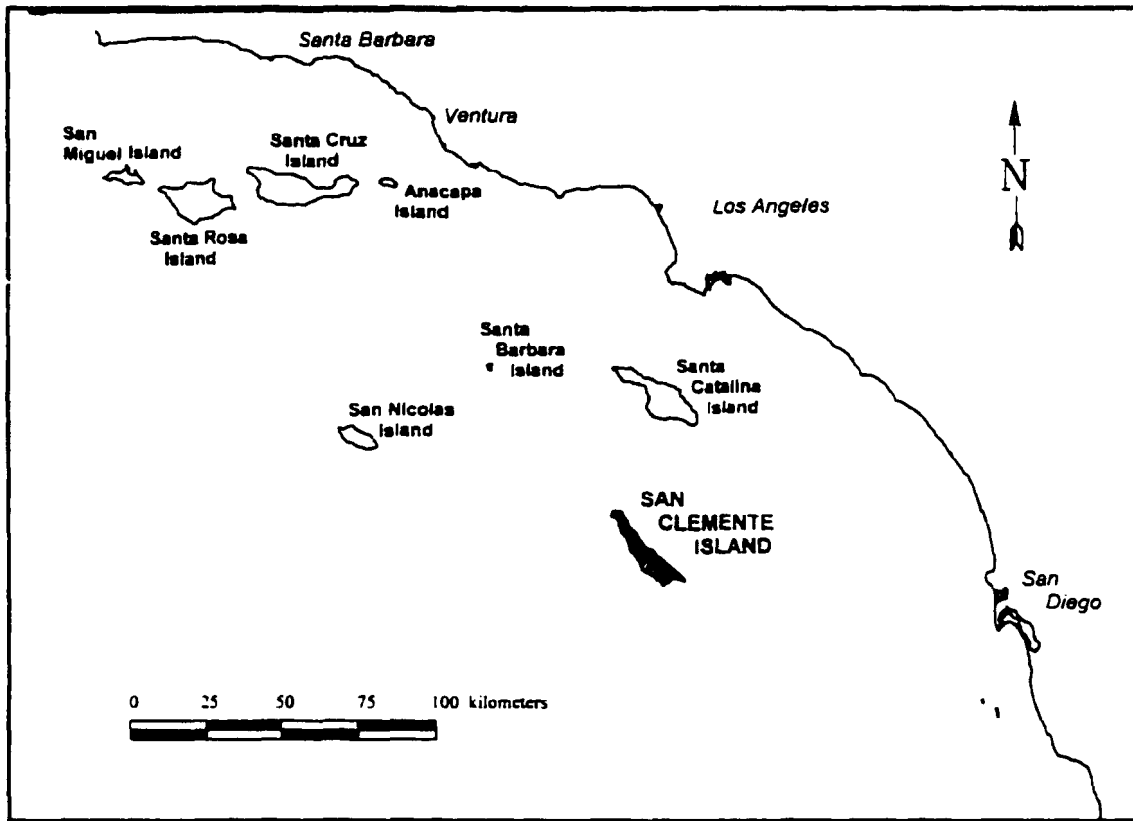 Santa Barbara
Ventura
San
Miguel Island
Santa Cruz
Island
Anacapa
Island
Santa Rosa
Island
Los Angeles
N
Santa
Barbara
Island
Santa
Catalina
Island
San Nicolas
Island
SAN
CLEMENTE
ISLAND
San
Diego
0 25 50 75 100 kilometers